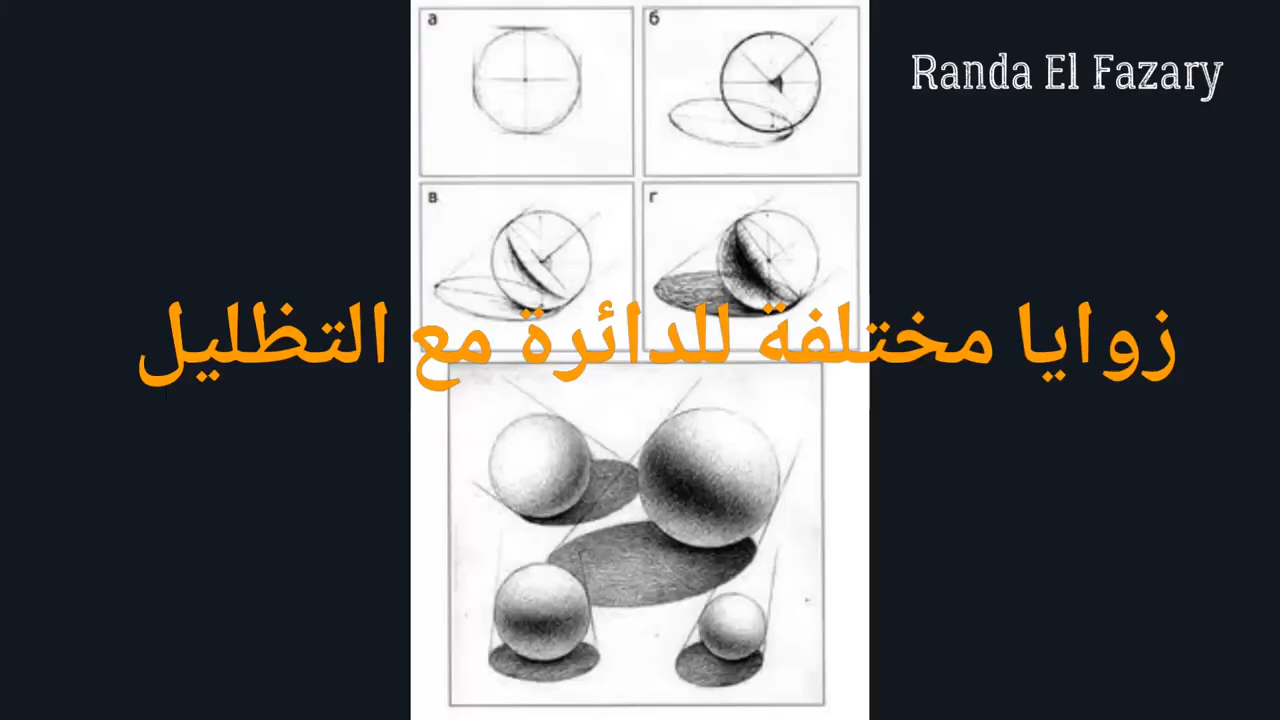 а
б
Randa El Fazary
в
г
زوايا مختلفة للدائرة مع التظليل